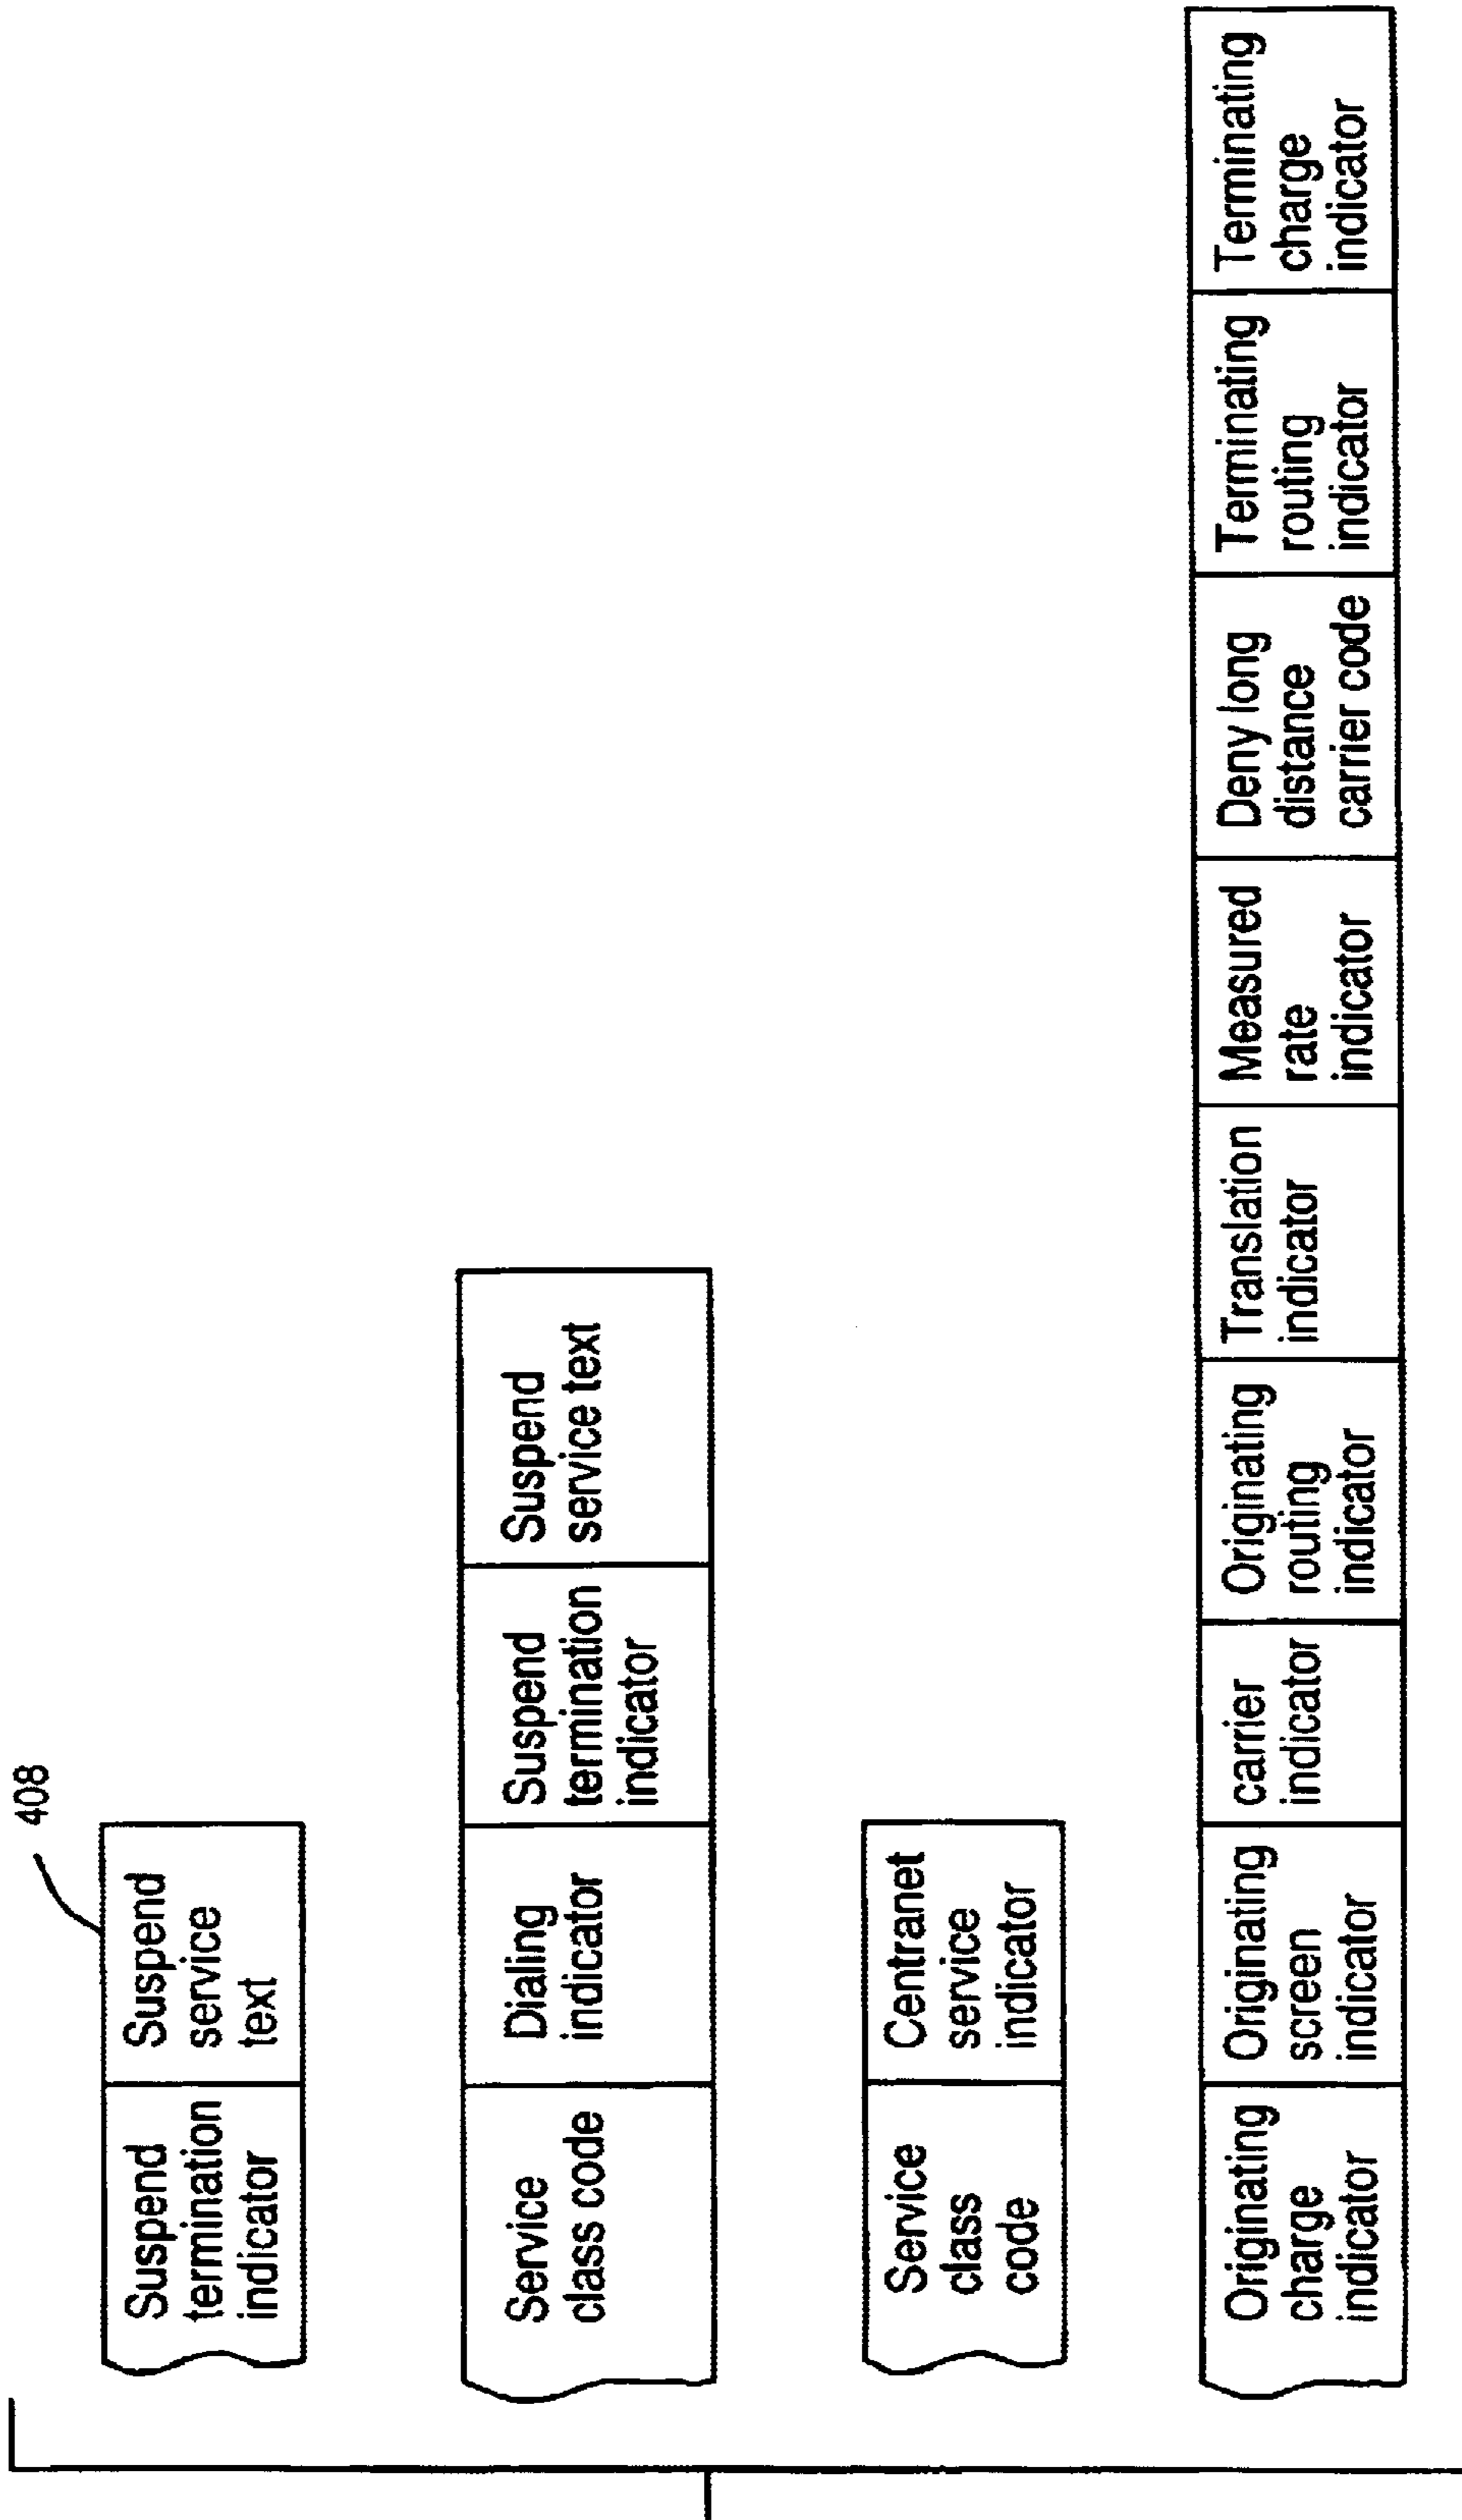 408
Suspend
termination
indicator
Suspend
service
text
Service
class code
Dialing
indicator
Suspend
termination
indicator
Suspend
service text
Service
class
code
Centranet
service
indicator
Originating
charge
indicator
Originating
screen
indicator
carrier
indicator
Originating
routing
indicator
Translation
indicator
Measured
rate
indicator
Deny long
distance
carrier code
Terminating
routing
indicator
Terminating
charge
indicator